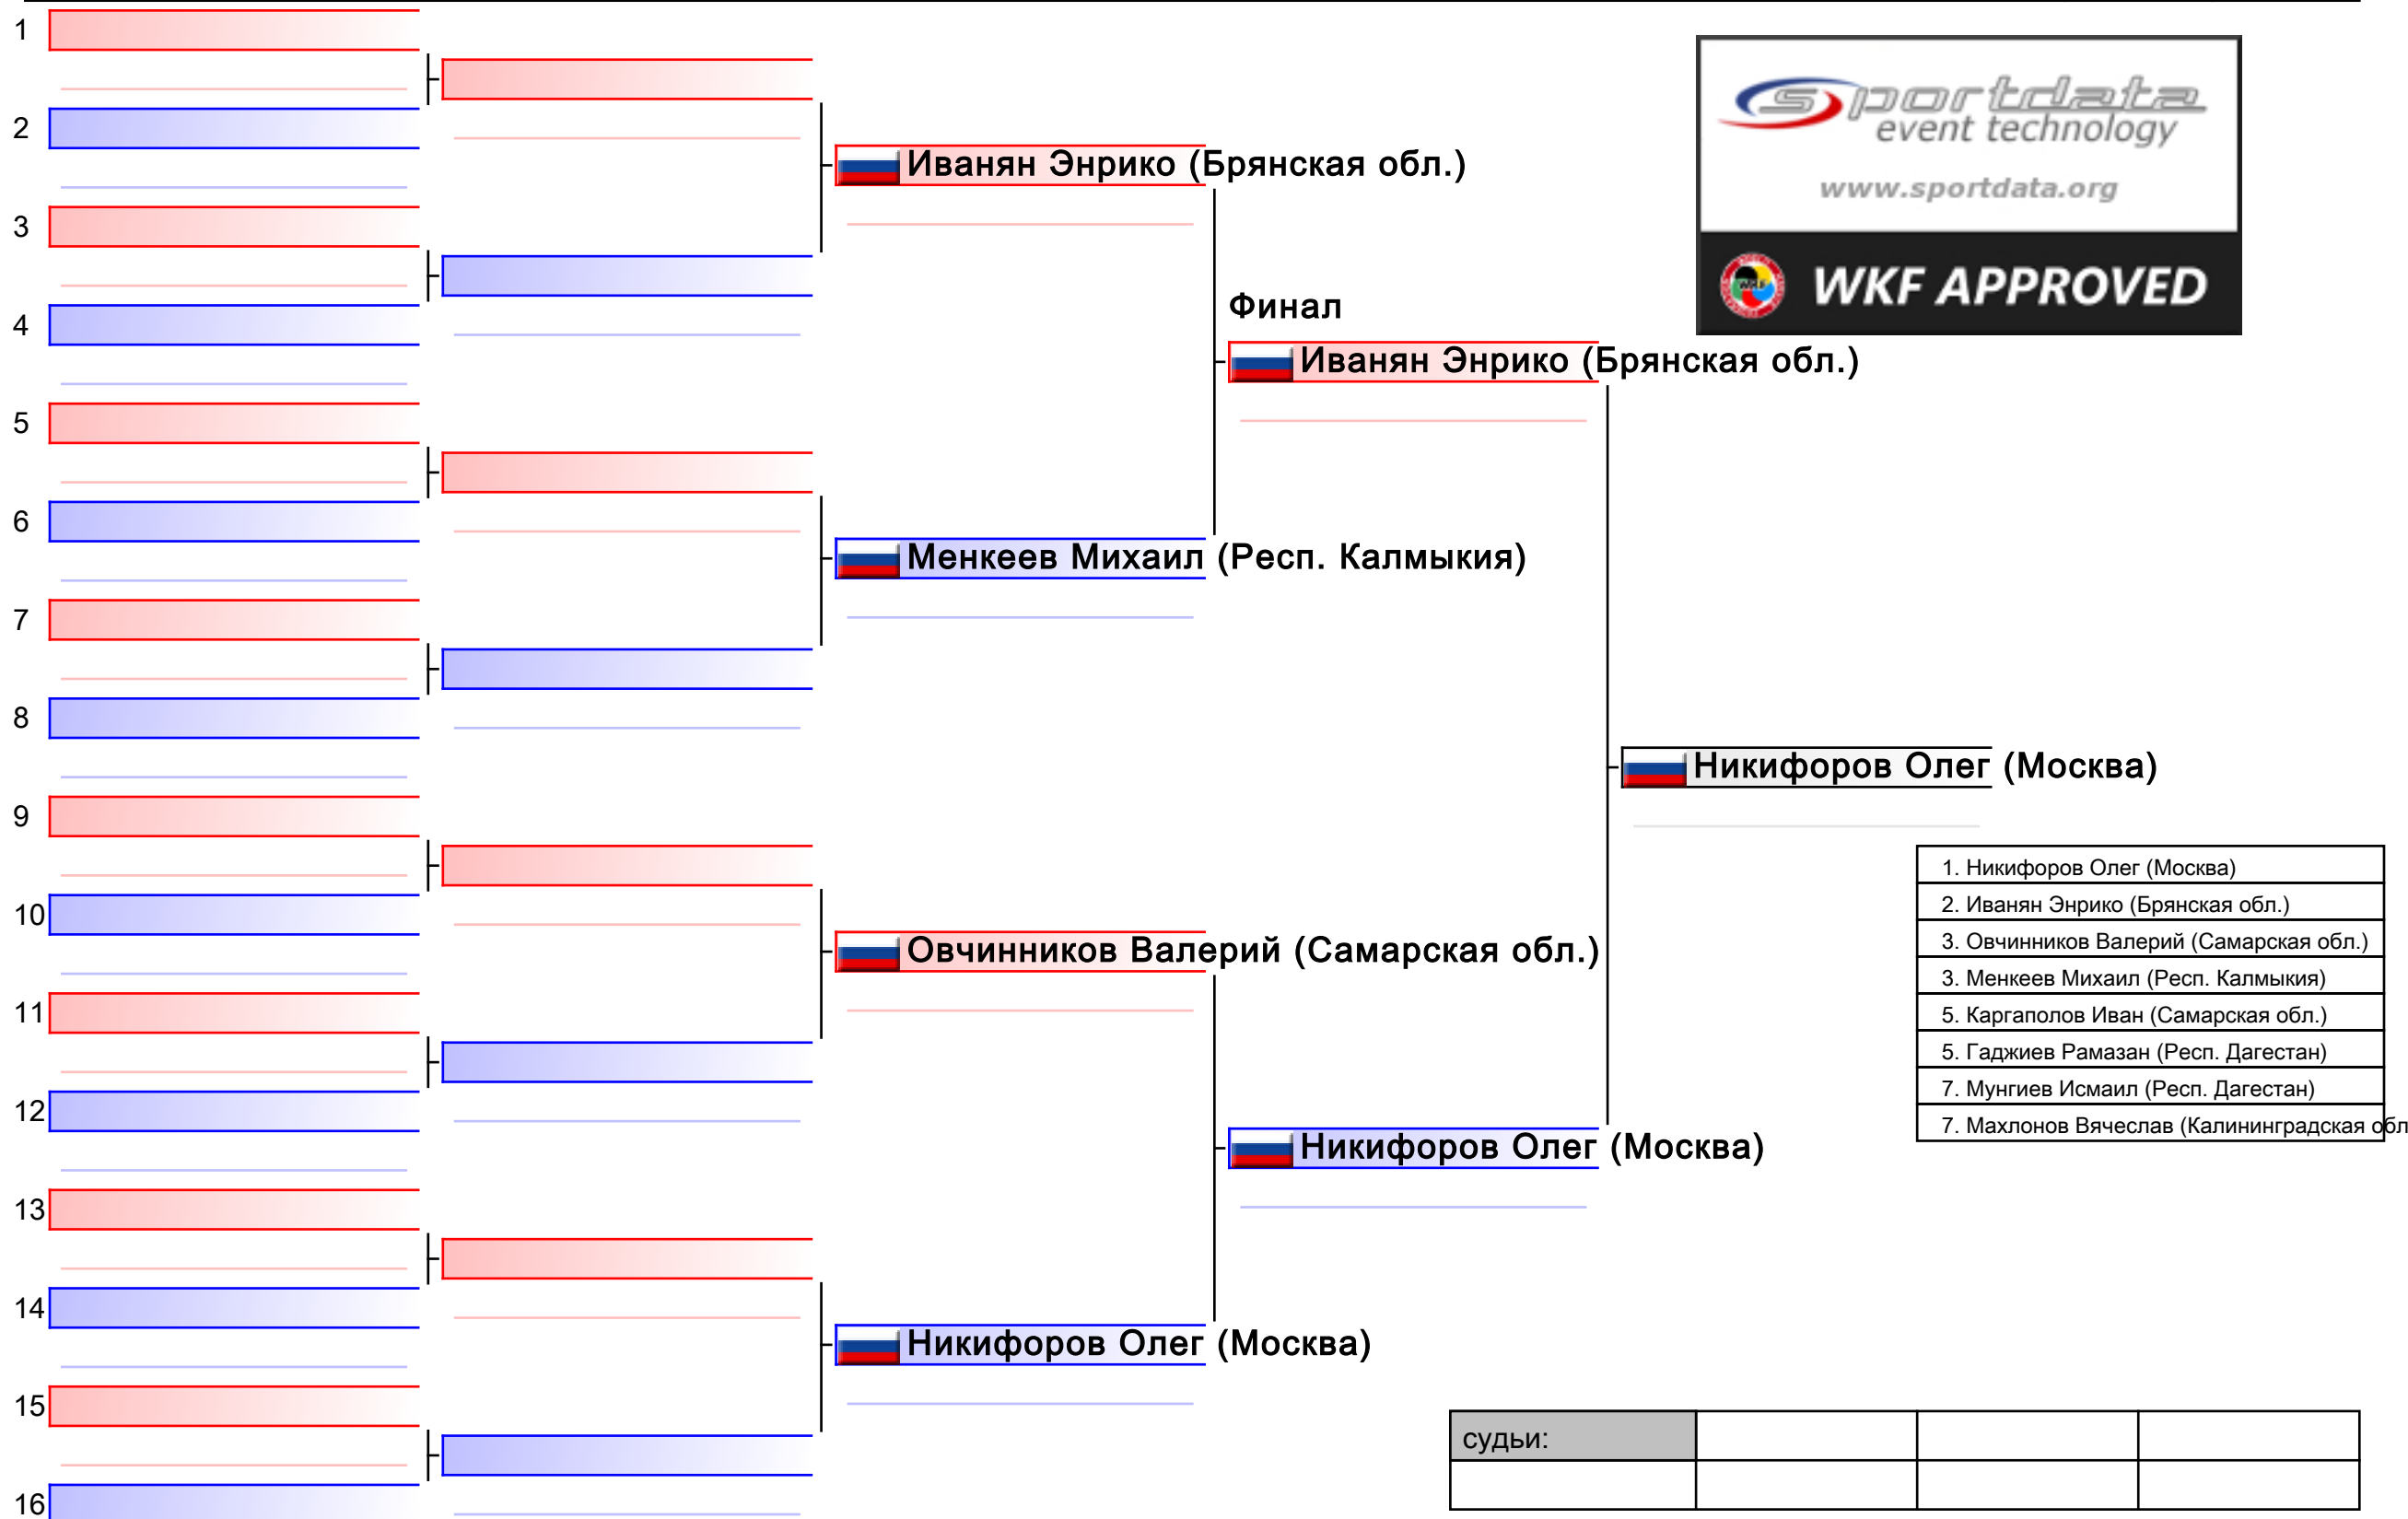 1
2
3
4
5
6
7
8
9
10
11
12
13
14
15
16
Иванян Энрико (Брянская обл.)
Менкеев Михаил (Респ. Калмыкия)
Овчинников Валерий (Самарская обл.)
Никифоров Олег (Москва)
Финал
Иванян Энрико (Брянская обл.)
Никифоров Олег (Москва)
Никифоров Олег (Москва)
sportdata
event technology
www.sportdata.org
WKF APPROVED
1. Никифоров Олег (Москва)
2. Иванян Энрико (Брянская обл.)
3. Овчинников Валерий (Самарская обл.)
3. Менкеев Михаил (Респ. Калмыкия)
5. Каргаполов Иван (Самарская обл.)
5. Гаджиев Рамазан (Респ. Дагестан)
7. Мунгиев Исмаил (Респ. Дагестан)
7. Махлонов Вячеслав (Калининградская обл
судьи: